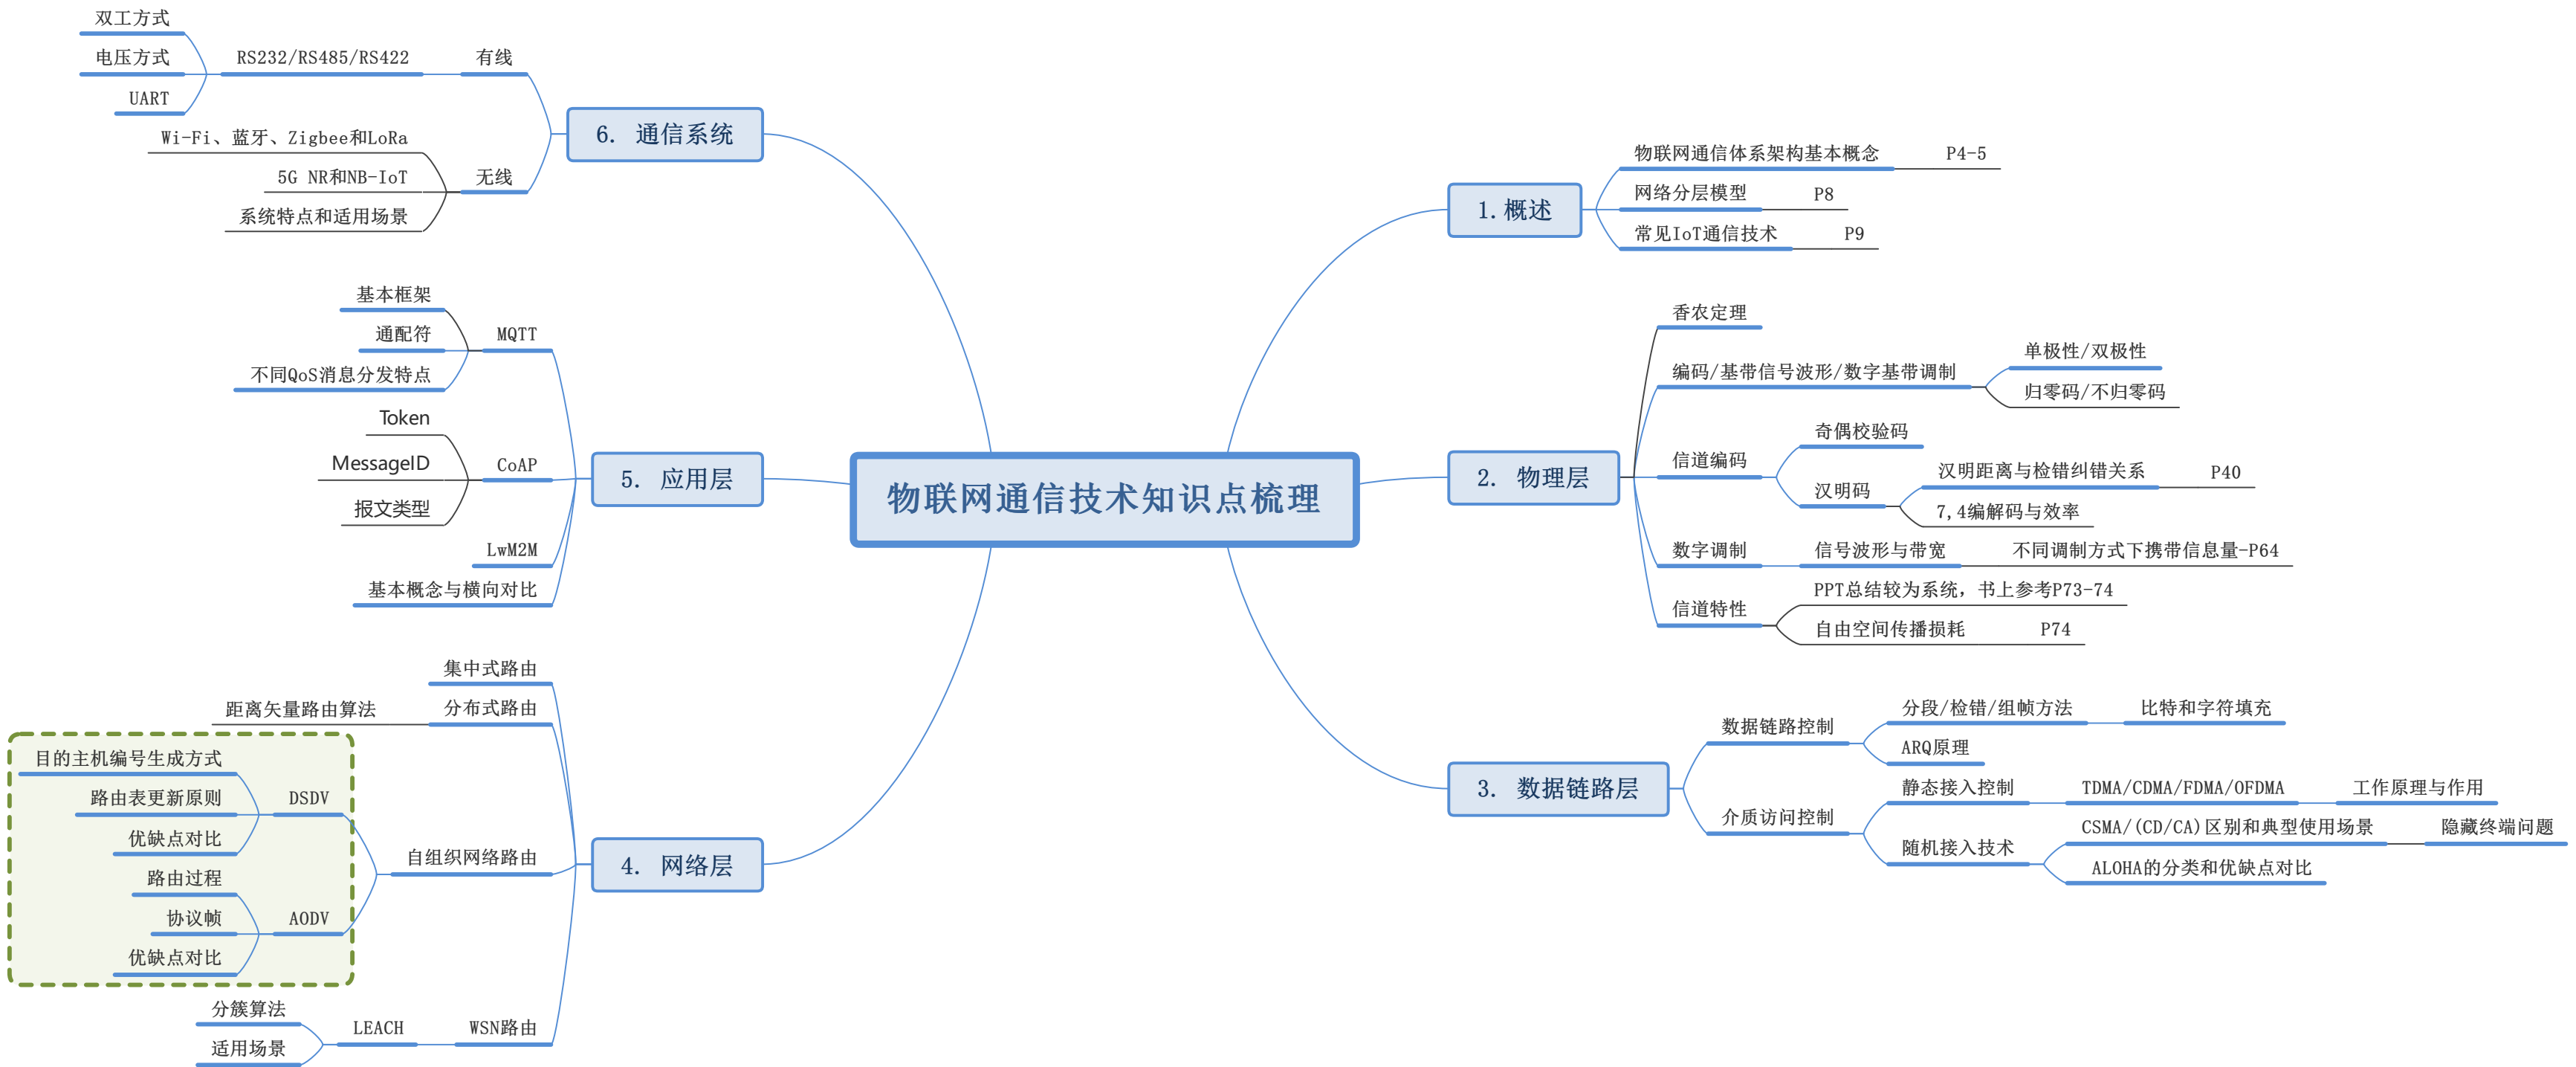 物联网通信技术知识点梳理
1.概述
物联网通信体系架构基本概念
P4-5
网络分层模型
P8
常见IoT通信技术
P9
2. 物理层
香农定理
编码/基带信号波形/数字基带调制
单极性/双极性
归零码/不归零码
信道编码
奇偶校验码
汉明码
汉明距离与检错纠错关系
P40
7,4编解码与效率
数字调制
信号波形与带宽
不同调制方式下携带信息量-P64
信道特性
PPT总结较为系统，书上参考P73-74
自由空间传播损耗
P74
3. 数据链路层
数据链路控制
分段/检错/组帧方法
比特和字符填充
ARQ原理
介质访问控制
静态接入控制
TDMA/CDMA/FDMA/OFDMA
工作原理与作用
随机接入技术
CSMA/(CD/CA)区别和典型使用场景
隐藏终端问题
ALOHA的分类和优缺点对比
4. 网络层
集中式路由
分布式路由
距离矢量路由算法
自组织网络路由
DSDV
目的主机编号生成方式
路由表更新原则
优缺点对比
AODV
路由过程
协议帧
优缺点对比
WSN路由
LEACH
分簇算法
适用场景
5. 应用层
MQTT
基本框架
通配符
不同QoS消息分发特点
CoAP
Token
MessageID
报文类型
LwM2M
基本概念与横向对比
6. 通信系统
有线
RS232/RS485/RS422
双工方式
电压方式
UART
无线
Wi-Fi、蓝牙、Zigbee和LoRa
5G NR和NB-IoT
系统特点和适用场景